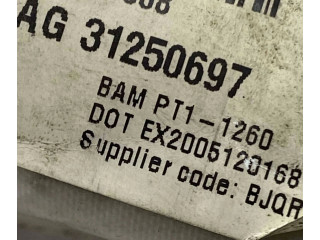 AG 31250697
BAM PT1-1260
DOT EX2005120168
Supplier code: BJQR